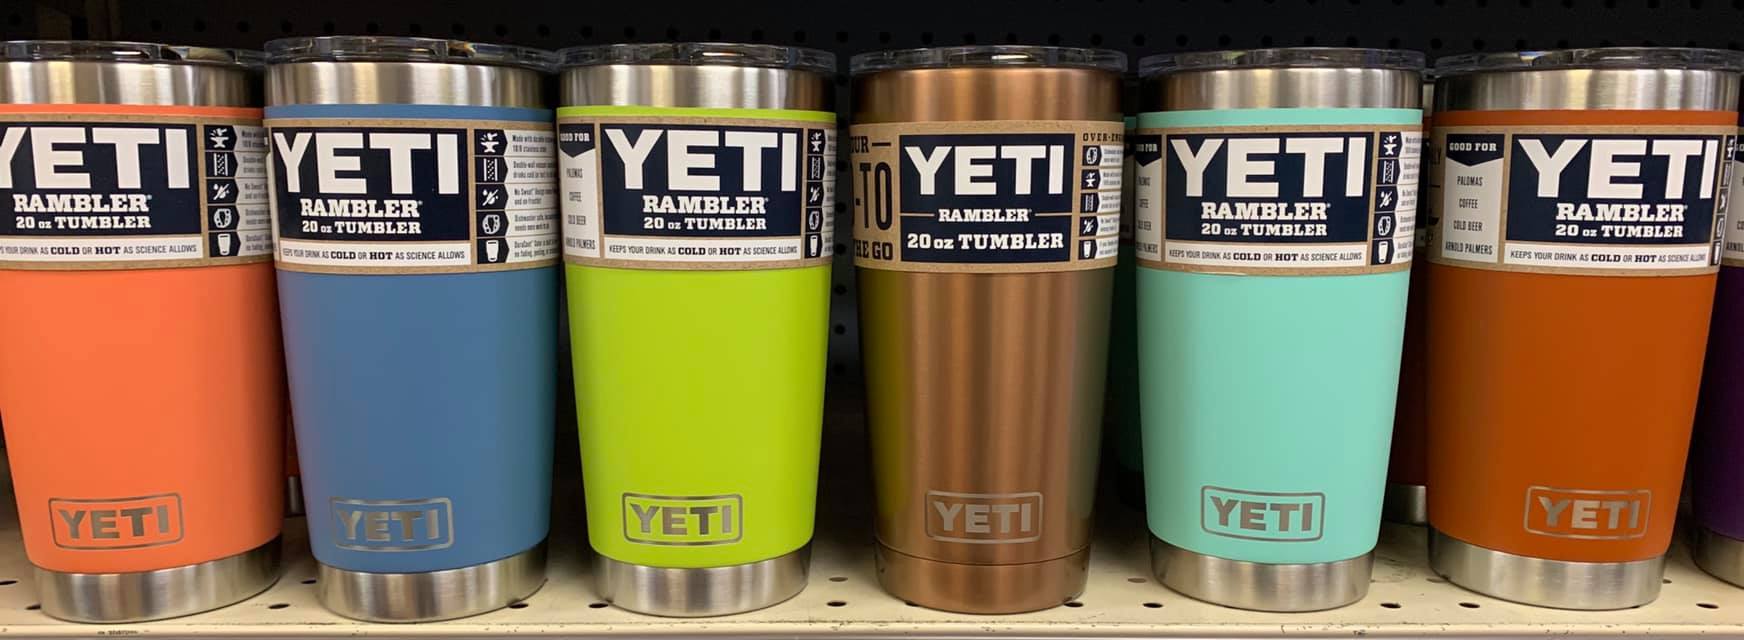 YETI
RAMBLER®
20 oz TUMBLER
YOUR DRINK AS COLD OR HOT AS SCIENCE ALLOWS
YETI
YETI
RAMBLER®
20 oz TUMBLER
KEEPS YOUR DRINK AS COLD OR HOT AS SCIENCE ALLOWS
YETI
GOOD FOR
PALOMAS
COFFEE
COLD BEER
ARNOLD PALMERS
YETI
RAMBLER®
20 oz TUMBLER
KEEPS YOUR DRINK AS COLD OR HOT AS SCIENCE ALLOWS
YETI
-TO
THE GO
YETI
RAMBLER®
20 oz TUMBLER
YETI
YETI
RAMBLER®
20 oz TUMBLER
KEEPS YOUR DRINK AS COLD OR HOT AS SCIENCE ALLOWS
YETI
GOOD FOR
PALOMAS
COFFEE
COLD BEER
ARNOLD PALMERS
YETI
RAMBLER®
20 oz TUMBLER
KEEPS YOUR DRINK AS COLD OR HOT AS SCIENCE ALLOWS
YETI